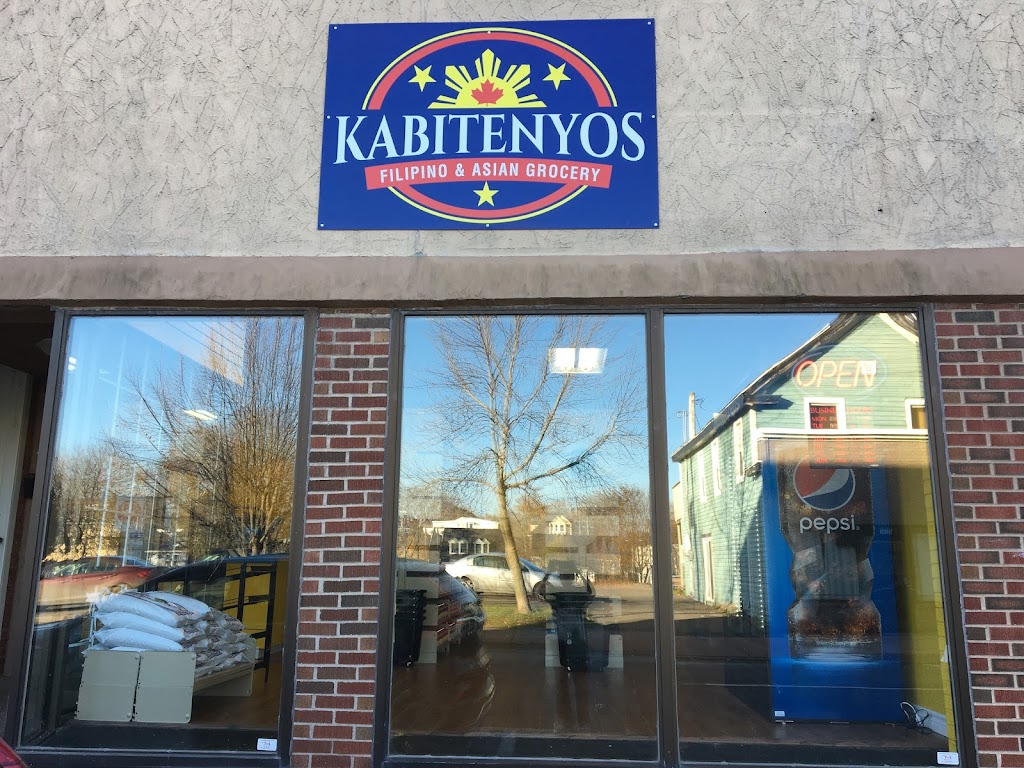 KABITENYOS
FILIPINO & ASIAN GROCERY
OPEN
pepsi